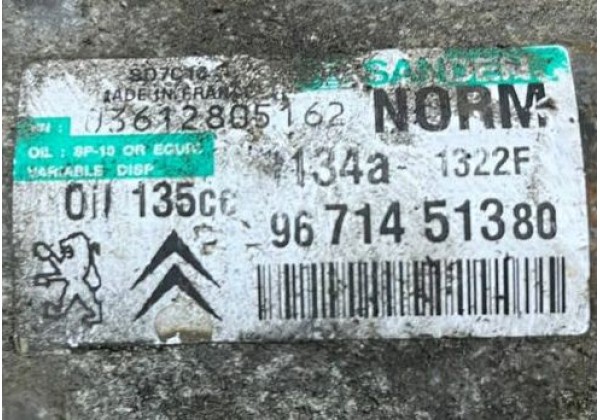 SD7C16 SANDEN
MADE IN FRANCE
S/N : 03612805162 NORM
OIL : SP-10 OR EQUIV
VARIABLE DISP
134a - 1322F
Oil 135cc
96 714 513 80